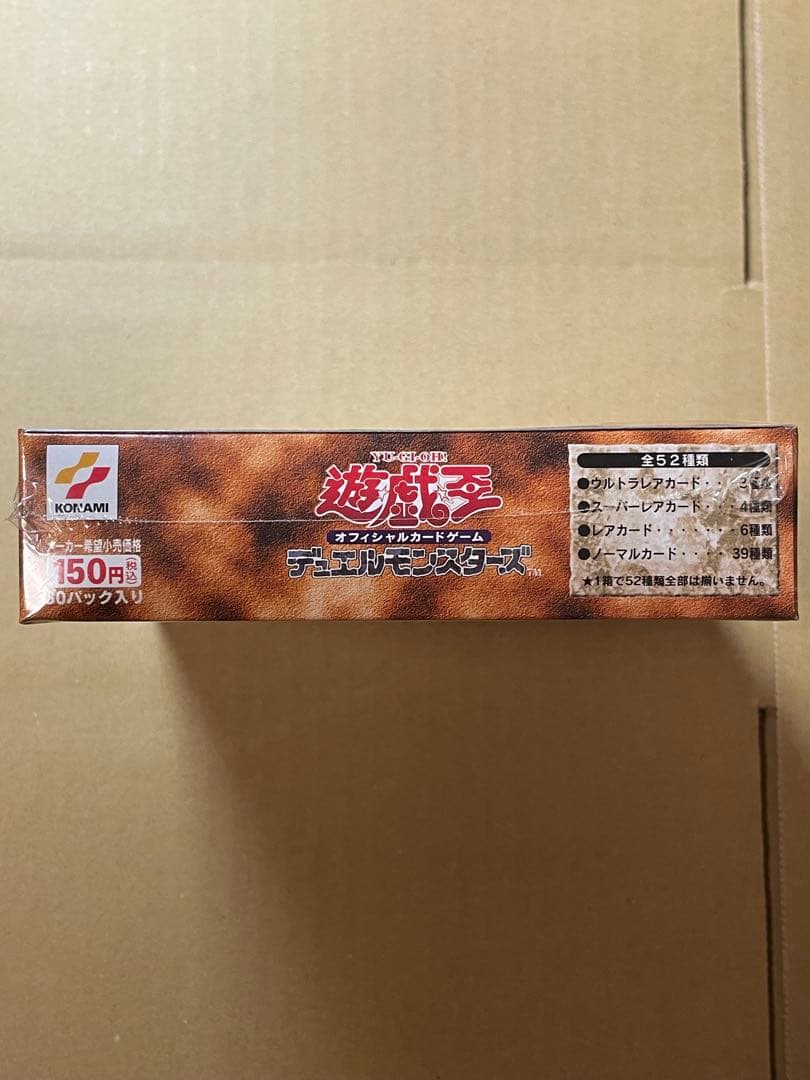 KONAMI
メーカー希望小売価格
150円 税込
30パック入り
YU-GI-OH!
遊☆戯☆王
オフィシャルカードゲーム
デュエルモンスターズ™
全52種類
●ウルトラレアカード・・・3種類
●スーパーレアカード・・・4種類
●レアカード・・・・・・・6種類
●ノーマルカード・・・・39種類
★1箱で52種類全部は揃いません。